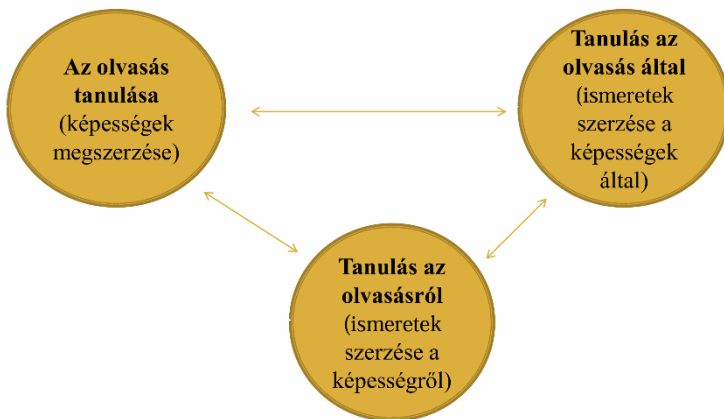 Az olvasás
tanulása
(képességek
megszerzése)
Tanulás az
olvasás által
(ismeretek
szerzése a
képességek
által)
Tanulás az
olvasásról
(ismeretek
szerzése a
képességről)